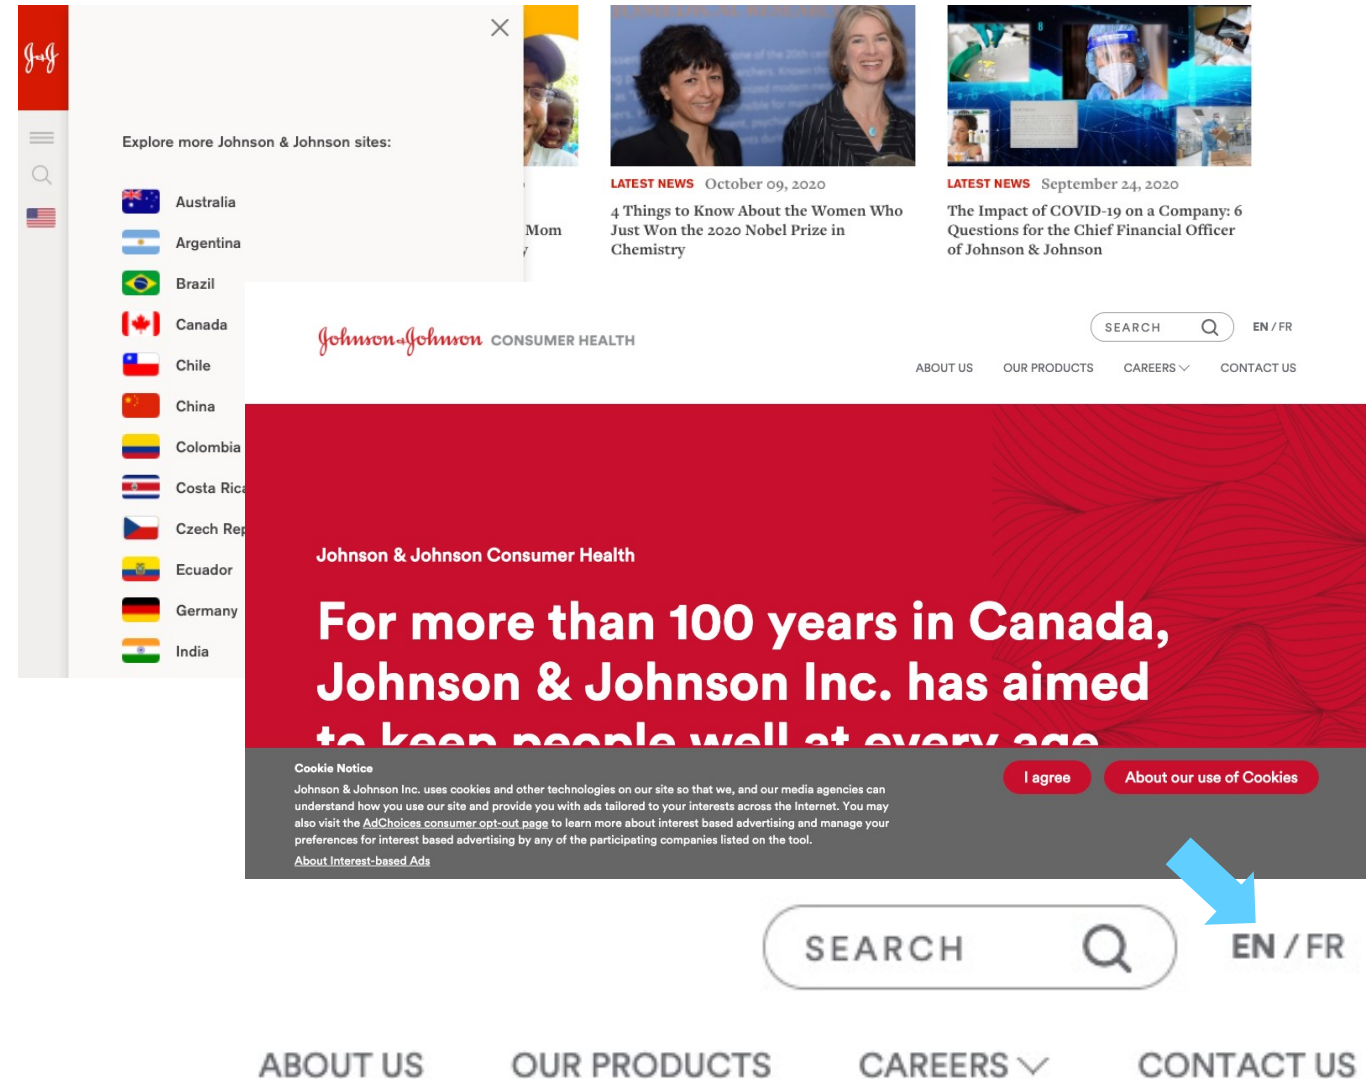 J&J
Explore more Johnson & Johnson sites:
Australia
Argentina
Brazil
Canada
Chile
China
Colombia
Costa Rica
Czech Rep
Ecuador
Germany
India
Mom
LATEST NEWS October 09, 2020
4 Things to Know About the Women Who
Just Won the 2020 Nobel Prize in
Chemistry
LATEST NEWS September 24, 2020
The Impact of COVID-19 on a Company: 6
Questions for the Chief Financial Officer
of Johnson & Johnson
Johnson&Johnson CONSUMER HEALTH
SEARCH EN / FR
ABOUT US OUR PRODUCTS CAREERS CONTACT US
Johnson & Johnson Consumer Health
For more than 100 years in Canada,
Johnson & Johnson Inc. has aimed
to keep people well at every age
Cookie Notice
Johnson & Johnson Inc. uses cookies and other technologies on our site so that we, and our media agencies can
understand how you use our site and provide you with ads tailored to your interests across the Internet. You may
also visit the AdChoices consumer opt-out page to learn more about interest based advertising and manage your
preferences for interest based advertising by any of the participating companies listed on the tool.
About Interest-based Ads
I agree
About our use of Cookies
SEARCH EN / FR
ABOUT US OUR PRODUCTS CAREERS CONTACT US